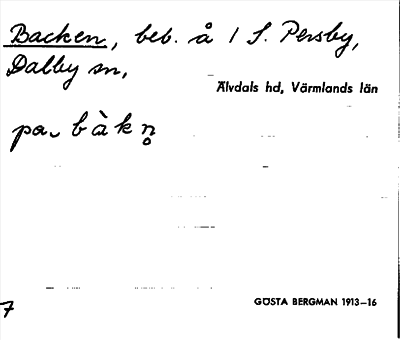 Backen, beb. å 1 S. Persby,
Dalby sn,
Älvdals hd, Värmlands län
pa˗ bàkn̥
GÖSTA BERGMAN 1913–16
7